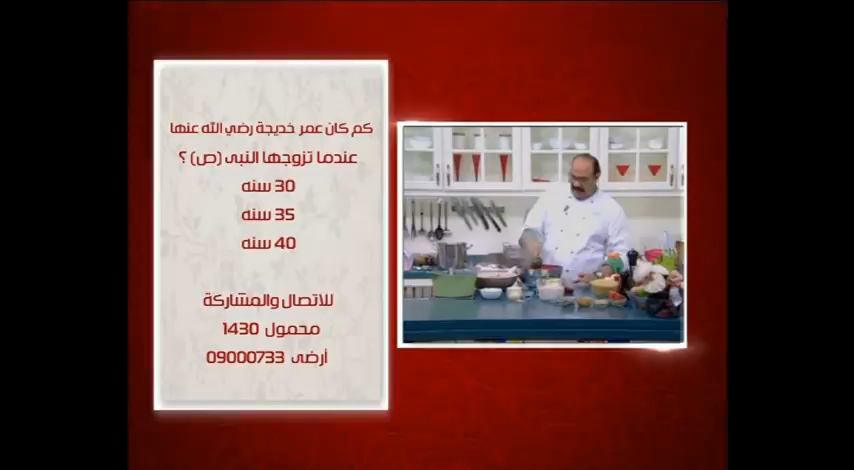 كم كان عمر خديجة رضي الله عنها
عندما تزوجها النبى (ص) ؟
30 سنه
35 سنه
40 سنه
للاتصال والمشاركة
محمول 1430
أرضى 09000733